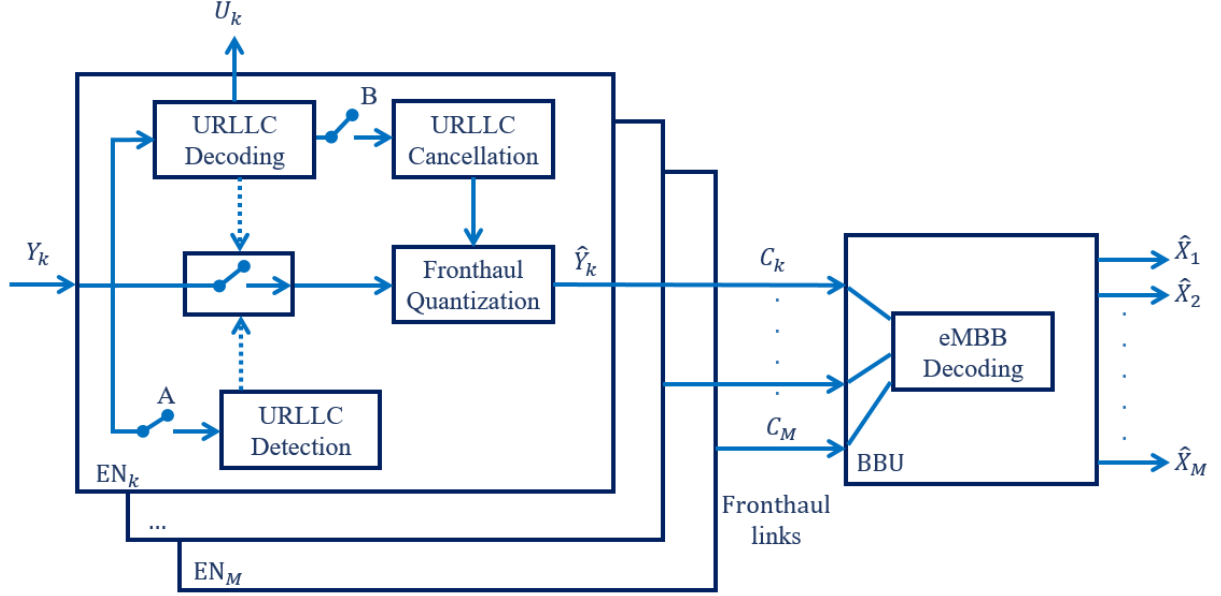 U_k
B
URLLC
Decoding
URLLC
Cancellation
Y_k
Ŷ_k
Fronthaul
Quantization
C_k
X̂_1
X̂_2
eMBB
Decoding
A
URLLC
Detection
C_M
BBU
X̂_M
EN_k
Fronthaul
links
...
EN_M